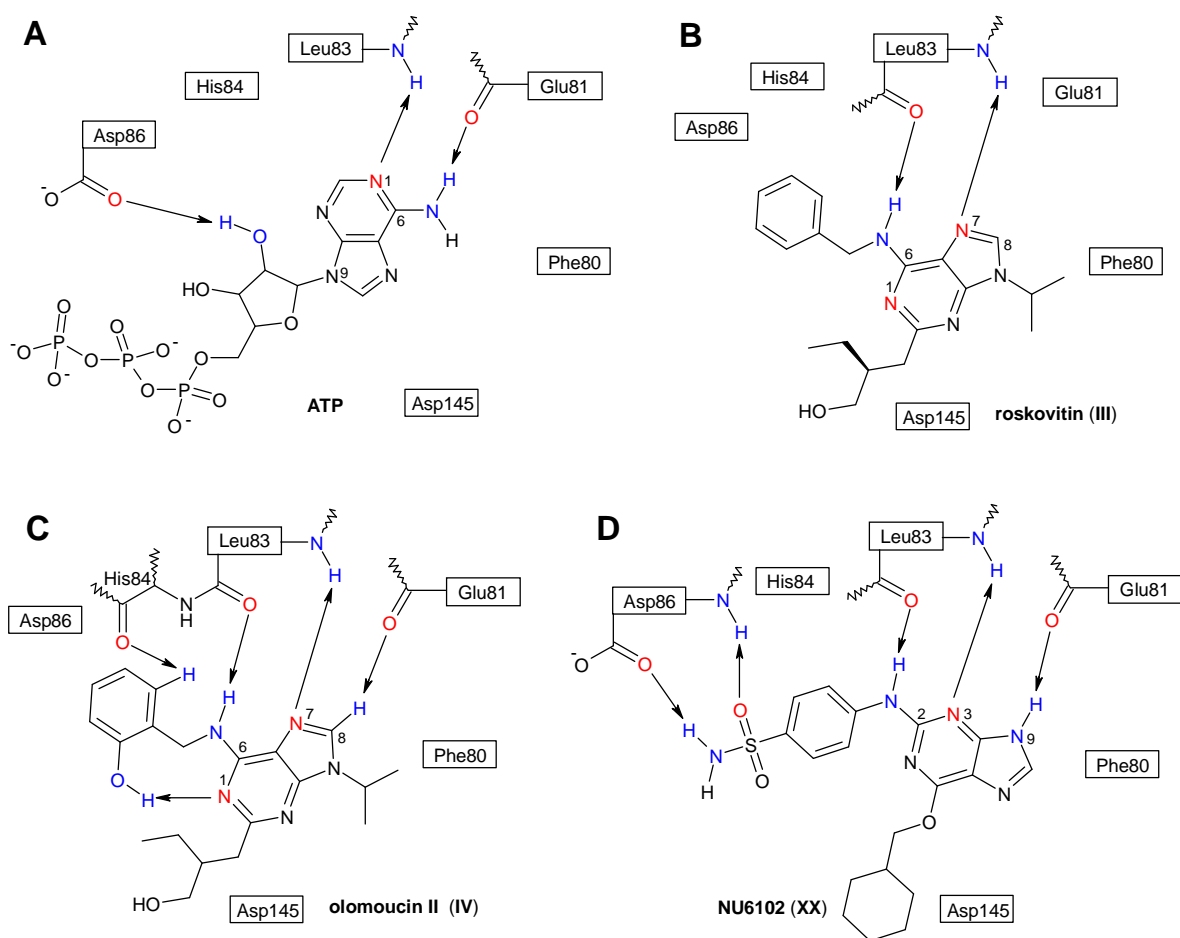 A
Leu83
N
H
His84
Glu81
O
Asp86
-O
O
H
O
H
N
H
N
1
6
N
N
9
N
HO
O
Phe80
O
-O
P
O-
O
O
P
O-
O
O
P
O
O-
O-
ATP
Asp145
B
Leu83
N
H
His84
Glu81
O
Asp86
H
N
N
7
8
6
N
1
N
N
Phe80
HO
Asp145
roskovitin (III)
C
Leu83
N
H
His84
N
H
O
Glu81
O
Asp86
O
H
H
N
H
N
7
8
6
1
N
N
N
O
H
Phe80
HO
Asp145
olomoucin II (IV)
D
Leu83
N
H
His84
Asp86
N
H
O
Glu81
O
-O
O
H
N
H
O
S
O
H
N
2
N
3
H
N
9
N
N
Phe80
O
NU6102 (XX)
Asp145